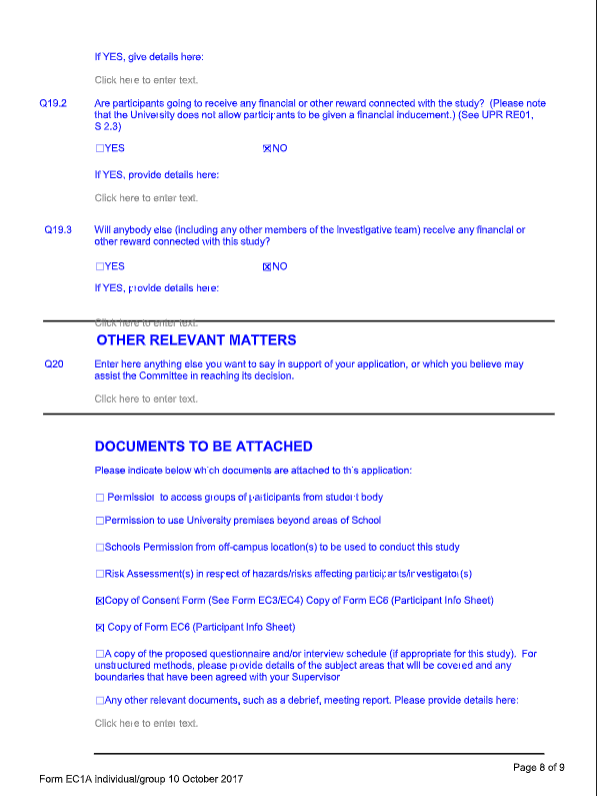 If YES, give details here:
Click here to enter text.
Q19.2 Are participants going to receive any financial or other reward connected with the study? (Please note
that the University does not allow participants to be given a financial inducement.) (See UPR RE01,
S 2.3)
☐YES ☒NO
If YES, provide details here:
Click here to enter text.
Q19.3 Will anybody else (including any other members of the investigative team) receive any financial or
other reward connected with this study?
☐YES ☒NO
If YES, provide details here:
Click here to enter text.
OTHER RELEVANT MATTERS
Q20 Enter here anything else you want to say in support of your application, or which you believe may
assist the Committee in reaching its decision.
Click here to enter text.
DOCUMENTS TO BE ATTACHED
Please indicate below which documents are attached to this application:
☐ Permission to access groups of participants from student body
☐Permission to use University premises beyond areas of School
☐Schools Permission from off-campus location(s) to be used to conduct this study
☐Risk Assessment(s) in respect of hazards/risks affecting participants/investigator(s)
☒Copy of Consent Form (See Form EC3/EC4) Copy of Form EC6 (Participant Info Sheet)
☒ Copy of Form EC6 (Participant Info Sheet)
☐A copy of the proposed questionnaire and/or interview schedule (if appropriate for this study). For
unstructured methods, please provide details of the subject areas that will be covered and any
boundaries that have been agreed with your Supervisor
☐Any other relevant documents, such as a debrief, meeting report. Please provide details here:
Click here to enter text.
Page 8 of 9
Form EC1A individual/group 10 October 2017